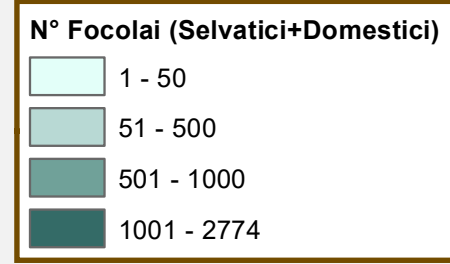 N° Focolai (Selvatici+Domestici)
1 - 50
51 - 500
501 - 1000
1001 - 2774